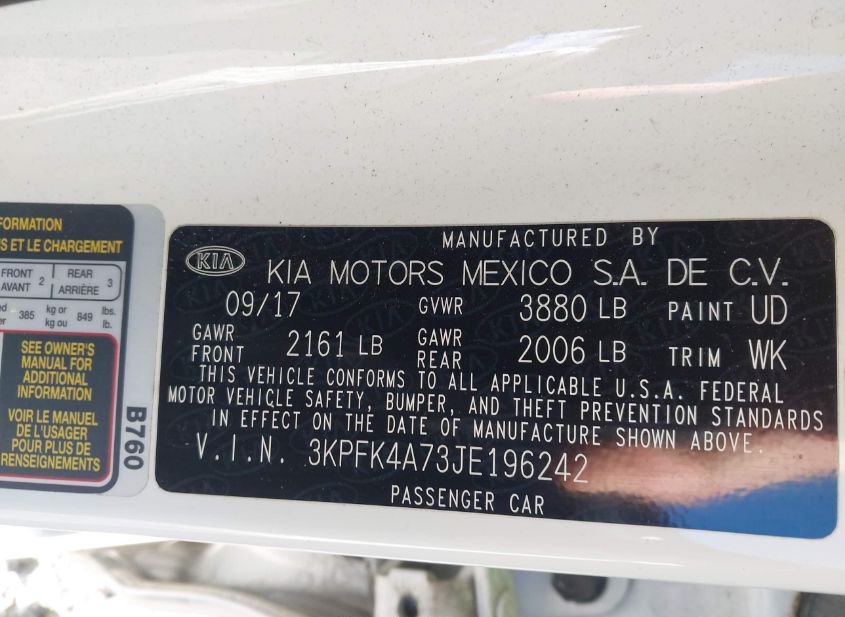 FORMATION
S ET LE CHARGEMENT
FRONT 2 REAR 3
AVANT ARRIÈRE
385 kg or 849 lbs.
kg ou lb.
SEE OWNER'S
MANUAL FOR
ADDITIONAL
INFORMATION
VOIR LE MANUEL
DE L'USAGER
POUR PLUS DE
RENSEIGNEMENTS
B760
MANUFACTURED BY
KIA KIA MOTORS MEXICO S.A. DE C.V.
09/17 GVWR 3880 LB PAINT UD
GAWR FRONT 2161 LB GAWR REAR 2006 LB TRIM WK
THIS VEHICLE CONFORMS TO ALL APPLICABLE U.S.A. FEDERAL
MOTOR VEHICLE SAFETY, BUMPER, AND THEFT PREVENTION STANDARDS
IN EFFECT ON THE DATE OF MANUFACTURE SHOWN ABOVE.
V.I.N. 3KPFK4A73JE196242
PASSENGER CAR